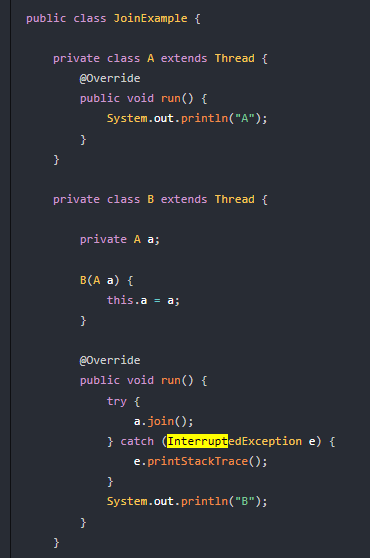 public class JoinExample {
private class A extends Thread {
@Override
public void run() {
System.out.println("A");
}
}
private class B extends Thread {
private A a;
B(A a) {
this.a = a;
}
@Override
public void run() {
try {
a.join();
} catch (InterruptedException e) {
e.printStackTrace();
}
System.out.println("B");
}
}